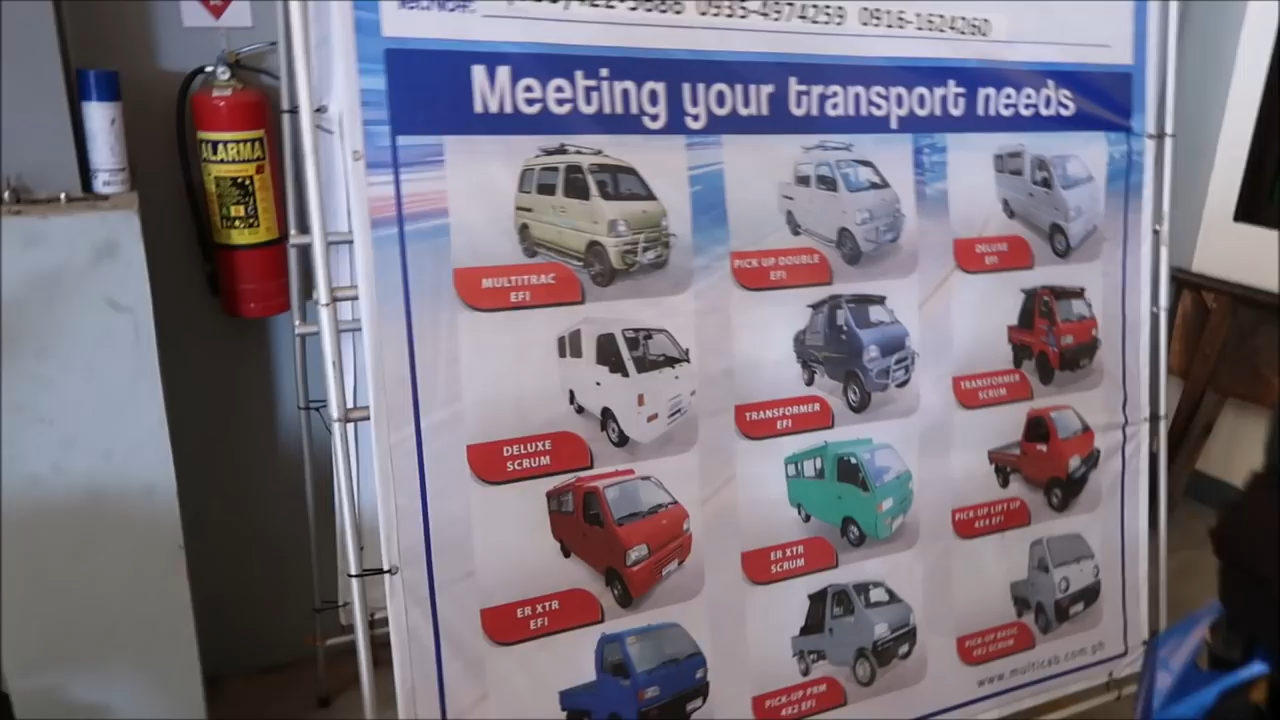 0935-4974259 0916-1624260
Meeting your transport needs
ALARMA
MULTITRAC
EFI
PICK UP DOUBLE
EFI
DELUXE
EFI
DELUXE
SCRUM
TRANSFORMER
EFI
TRANSFORMER
SCRUM
ER XTR
EFI
ER XTR
SCRUM
PICK-UP LIFT UP
4X4 EFI
PICK-UP PRM
4X2 EFI
PICK-UP BASIC
4X2 SCRUM
www.multicab.com.ph